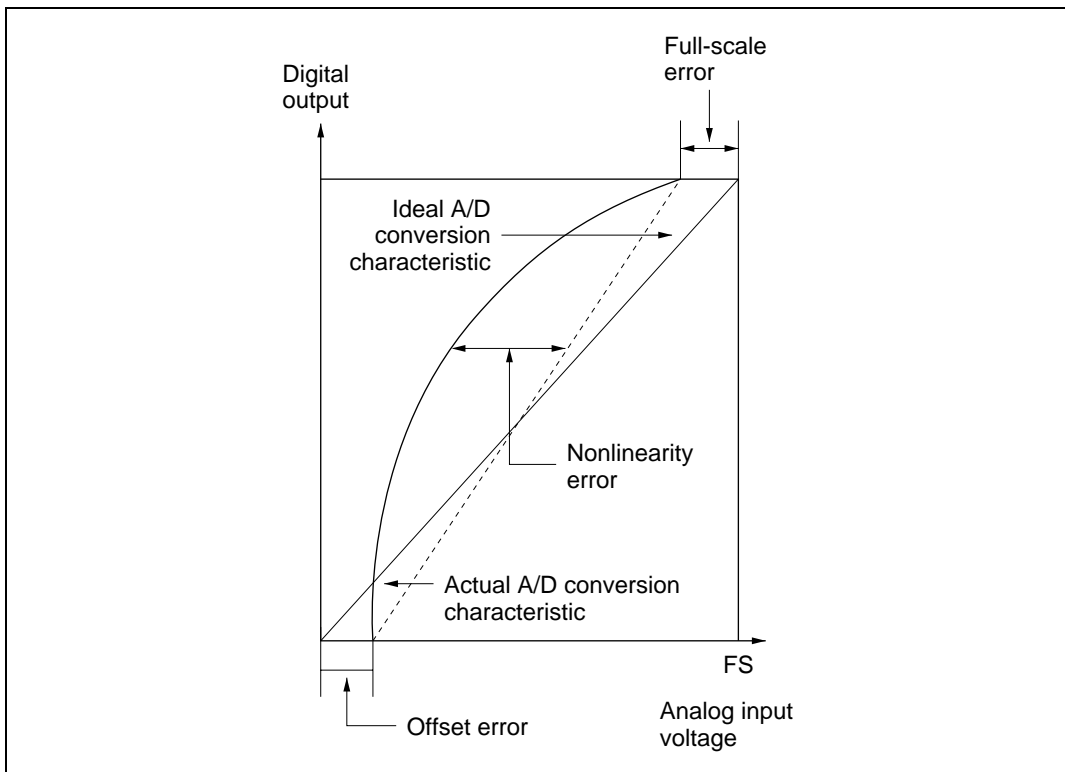 Full-scale
error
Digital
output
Ideal A/D
conversion
characteristic
Nonlinearity
error
Actual A/D conversion
characteristic
FS
Offset error
Analog input
voltage